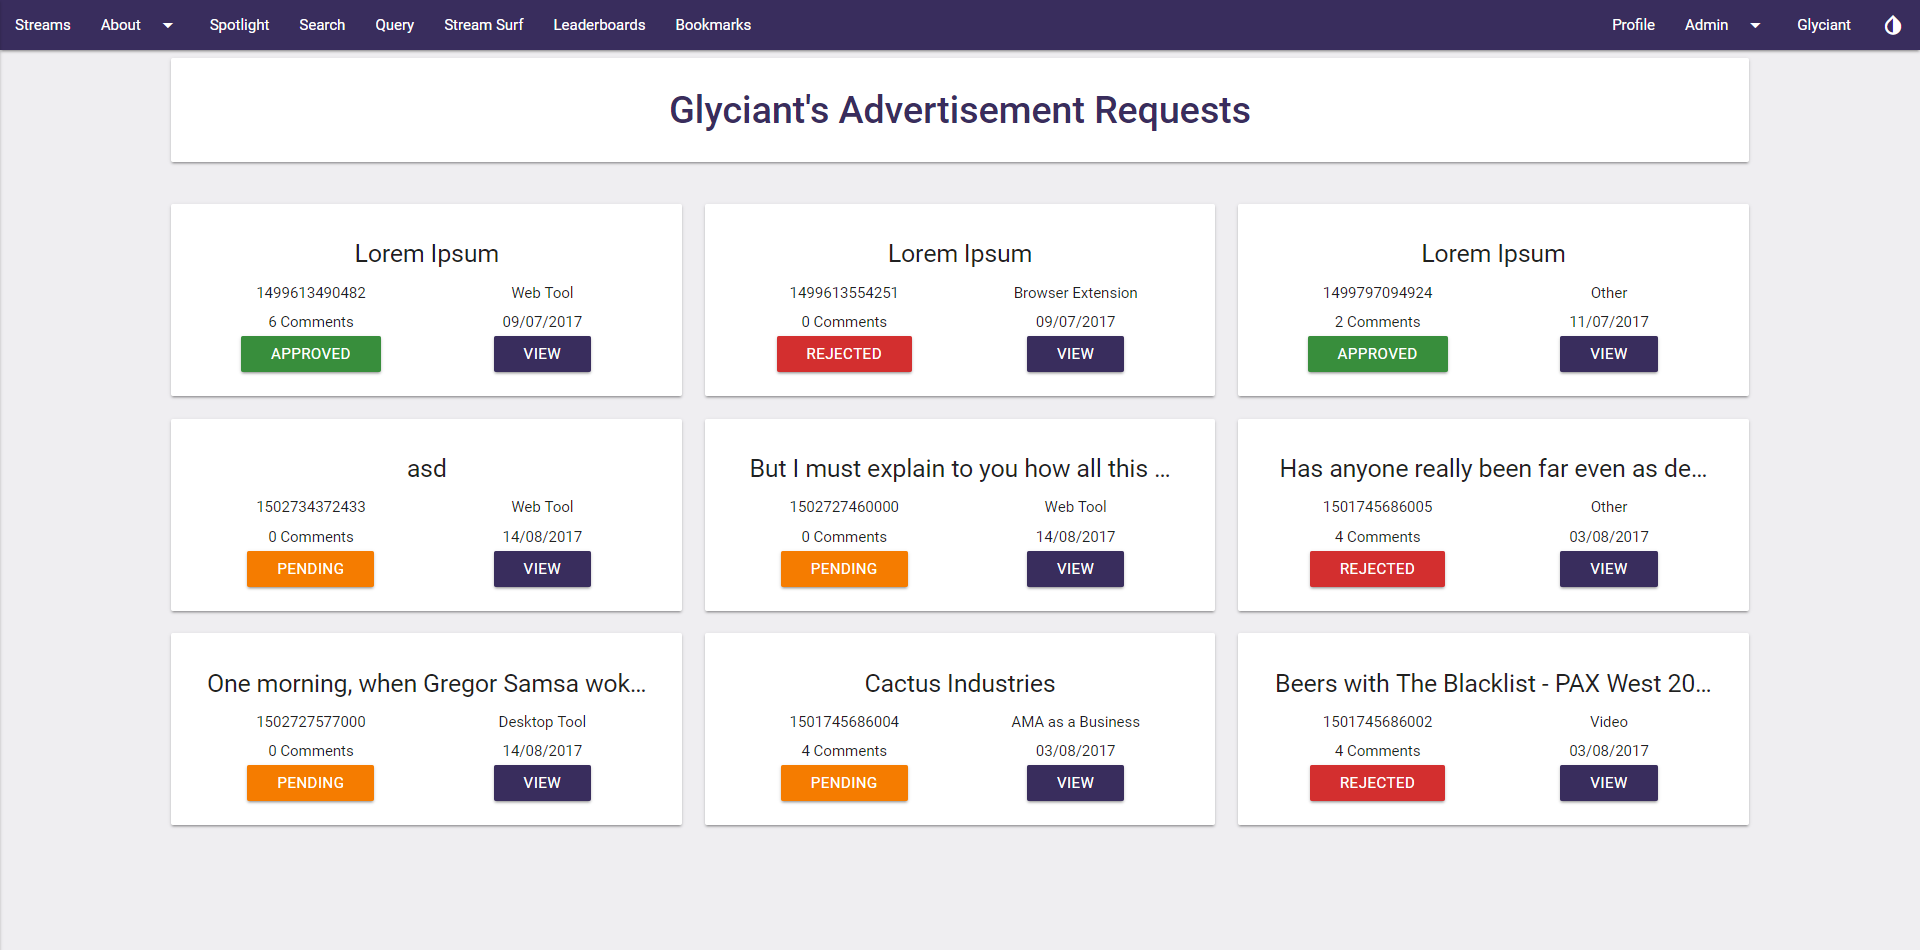 Streams About Spotlight Search Query Stream Surf Leaderboards Bookmarks Profile Admin Glyciant
Glyciant's Advertisement Requests
Lorem Ipsum
1499613490482 Web Tool
6 Comments 09/07/2017
APPROVED VIEW
Lorem Ipsum
1499613554251 Browser Extension
0 Comments 09/07/2017
REJECTED VIEW
Lorem Ipsum
1499797094924 Other
2 Comments 11/07/2017
APPROVED VIEW
asd
1502734372433 Web Tool
0 Comments 14/08/2017
PENDING VIEW
But I must explain to you how all this ...
1502727460000 Web Tool
0 Comments 14/08/2017
PENDING VIEW
Has anyone really been far even as de...
1501745686005 Other
4 Comments 03/08/2017
REJECTED VIEW
One morning, when Gregor Samsa wok...
1502727577000 Desktop Tool
0 Comments 14/08/2017
PENDING VIEW
Cactus Industries
1501745686004 AMA as a Business
4 Comments 03/08/2017
PENDING VIEW
Beers with The Blacklist - PAX West 20...
1501745686002 Video
4 Comments 03/08/2017
REJECTED VIEW